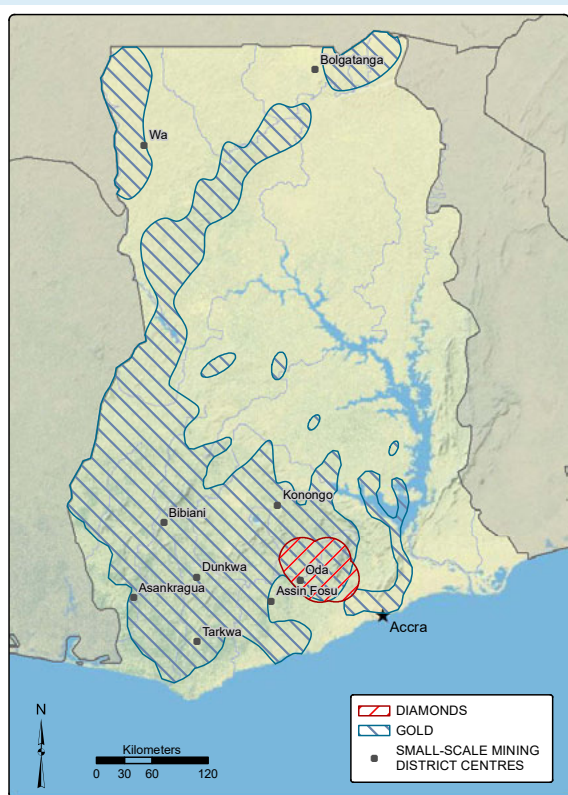 Bolgatanga
Wa
Konongo
Bibiani
Dunkwa
Oda
Asankragua
Assin Fosu
Tarkwa
Accra
N
Kilometers
0 30 60 120
DIAMONDS
GOLD
SMALL-SCALE MINING
DISTRICT CENTRES